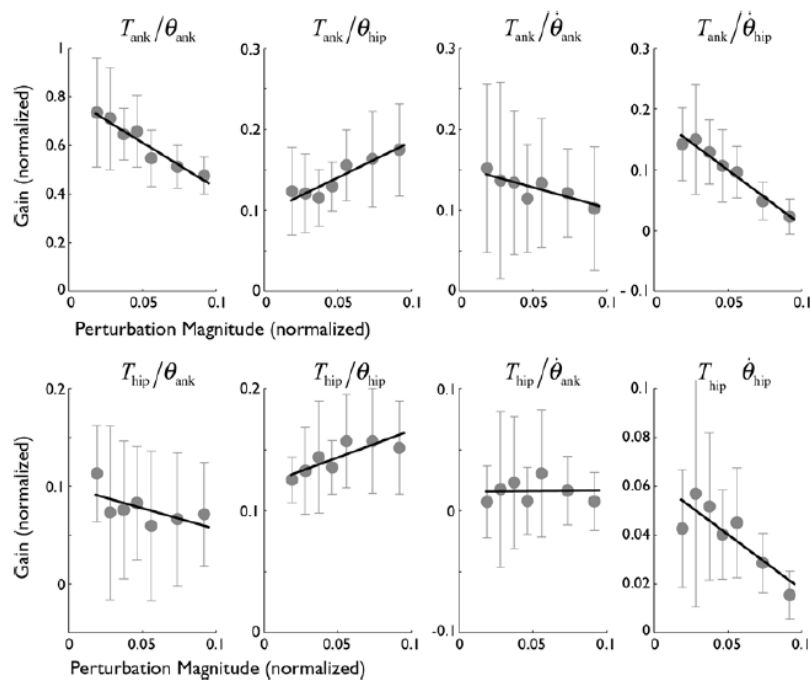 T_ank/θ_ank T_ank/θ_hip T_ank/θ̇_ank T_ank/θ̇_hip
Gain (normalized)
1 0.8 0.6 0.4 0.2 0
0.3 0.2 0.1 0
0.3 0.2 0.1 0
0.3 0.2 0.1 0 -0.1
0 0.05 0.1 0 0.05 0.1 0 0.05 0.1 0 0.05 0.1
Perturbation Magnitude (normalized)
T_hip/θ_ank T_hip/θ_hip T_hip/θ̇_ank T_hip θ̇_hip
Gain (normalized)
0.2 0.1 0
0.2 0.1 0
0.1 0 -0.1
0.1 0.08 0.06 0.04 0.02 0
0 0.05 0.1 0 0.05 0.1 0 0.05 0.1 0 0.05 0.1
Perturbation Magnitude (normalized)